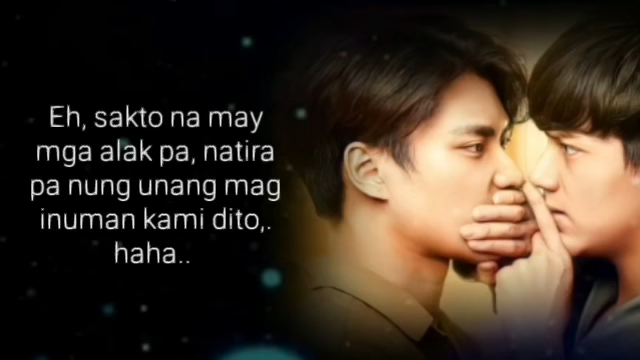 Eh, sakto na may
mga alak pa, natira
pa nung unang mag
inuman kami dito,.
haha..